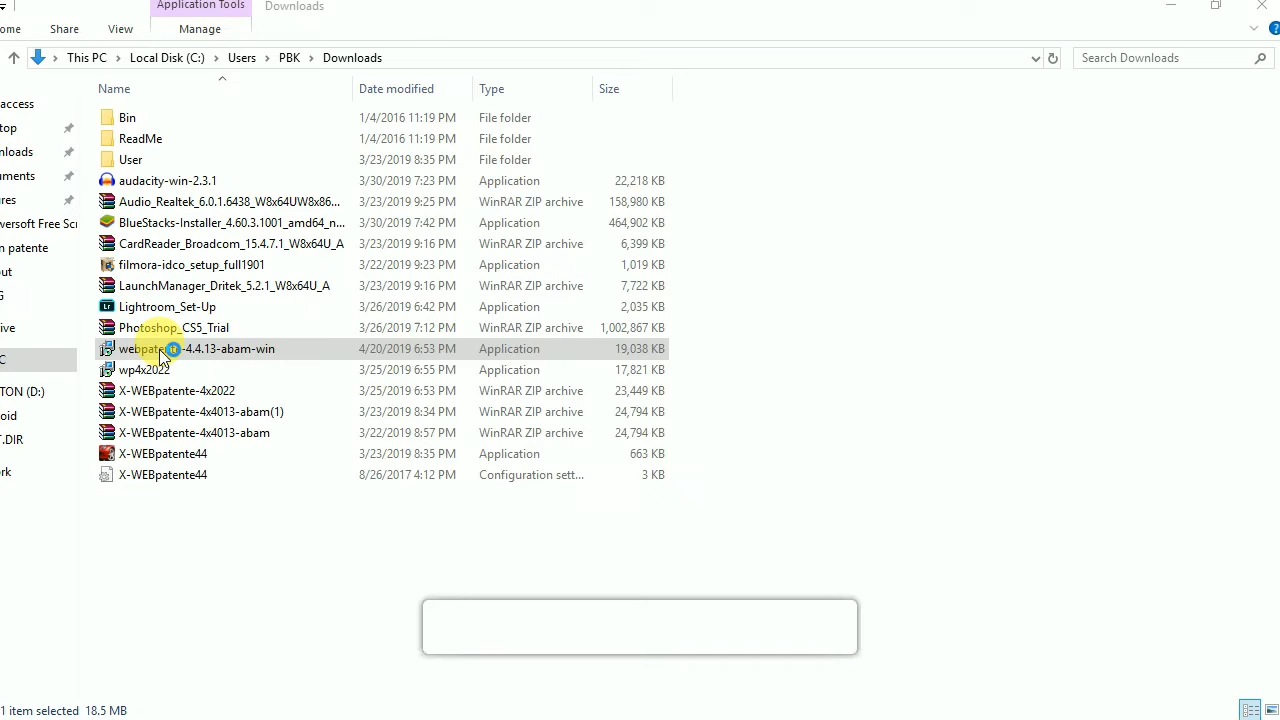 Application Tools Downloads
ome Share View Manage
This PC Local Disk (C:) Users PBK Downloads Search Downloads
Name Date modified Type Size
access
top
nloads
uments
ures
wersoft Free Scr
n patente
out
G
ive
C
TON (D:)
oid
T.DIR
rk
Bin 1/4/2016 11:19 PM File folder
ReadMe 1/4/2016 11:19 PM File folder
User 3/23/2019 8:35 PM File folder
audacity-win-2.3.1 3/30/2019 7:23 PM Application 22,218 KB
Audio_Realtek_6.0.1.6438_W8x64UW8x86... 3/23/2019 9:25 PM WinRAR ZIP archive 158,980 KB
BlueStacks-Installer_4.60.3.1001_amd64_n... 3/30/2019 7:42 PM Application 464,902 KB
CardReader_Broadcom_15.4.7.1_W8x64U_A 3/23/2019 9:16 PM WinRAR ZIP archive 6,399 KB
filmora-idco_setup_full1901 3/22/2019 9:23 PM Application 1,019 KB
LaunchManager_Dritek_5.2.1_W8x64U_A 3/23/2019 9:16 PM WinRAR ZIP archive 7,722 KB
Lightroom_Set-Up 3/26/2019 6:42 PM Application 2,035 KB
Photoshop_CS5_Trial 3/26/2019 7:12 PM WinRAR ZIP archive 1,002,867 KB
webpate -4.4.13-abam-win 4/20/2019 6:53 PM Application 19,038 KB
wp4x2022 3/25/2019 6:55 PM Application 17,821 KB
X-WEBpatente-4x2022 3/25/2019 6:53 PM WinRAR ZIP archive 23,449 KB
X-WEBpatente-4x4013-abam(1) 3/23/2019 8:34 PM WinRAR ZIP archive 24,794 KB
X-WEBpatente-4x4013-abam 3/22/2019 8:57 PM WinRAR ZIP archive 24,794 KB
X-WEBpatente44 3/23/2019 8:35 PM Application 663 KB
X-WEBpatente44 8/26/2017 4:12 PM Configuration sett... 3 KB
1 item selected 18.5 MB